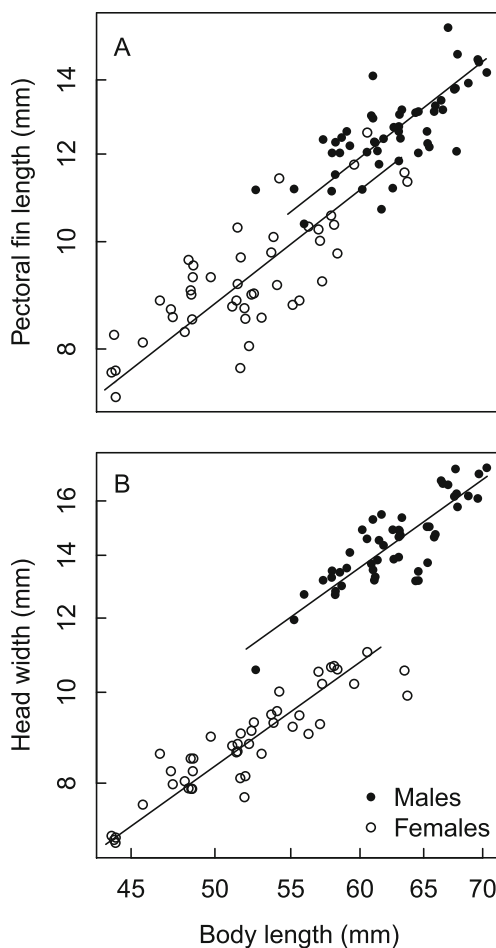 A
Pectoral fin length (mm)
14
12
10
8
B
Head width (mm)
16
14
12
10
8
Males
Females
45 50 55 60 65 70
Body length (mm)